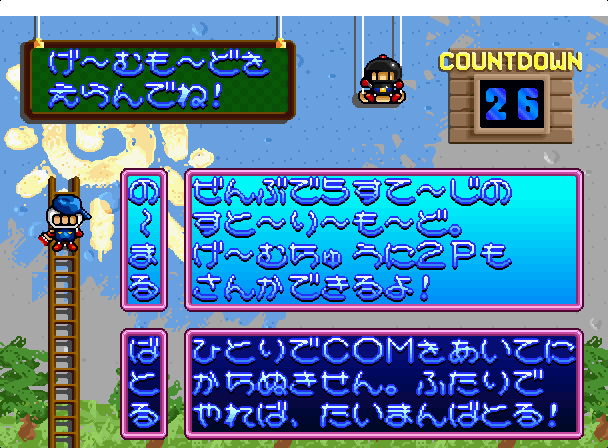 げ〜むも〜どを
えらんでね!
COUNTDOWN
26
の〜まる
ぜんぶで5すて〜じの
すと〜り〜も〜ど。
げ〜むちゅうに2Pも
さんかできるよ!
ばとる
ひとりでCOMをあいてに
かちぬきせん。ふたりで
やれば、たいまんばとる!